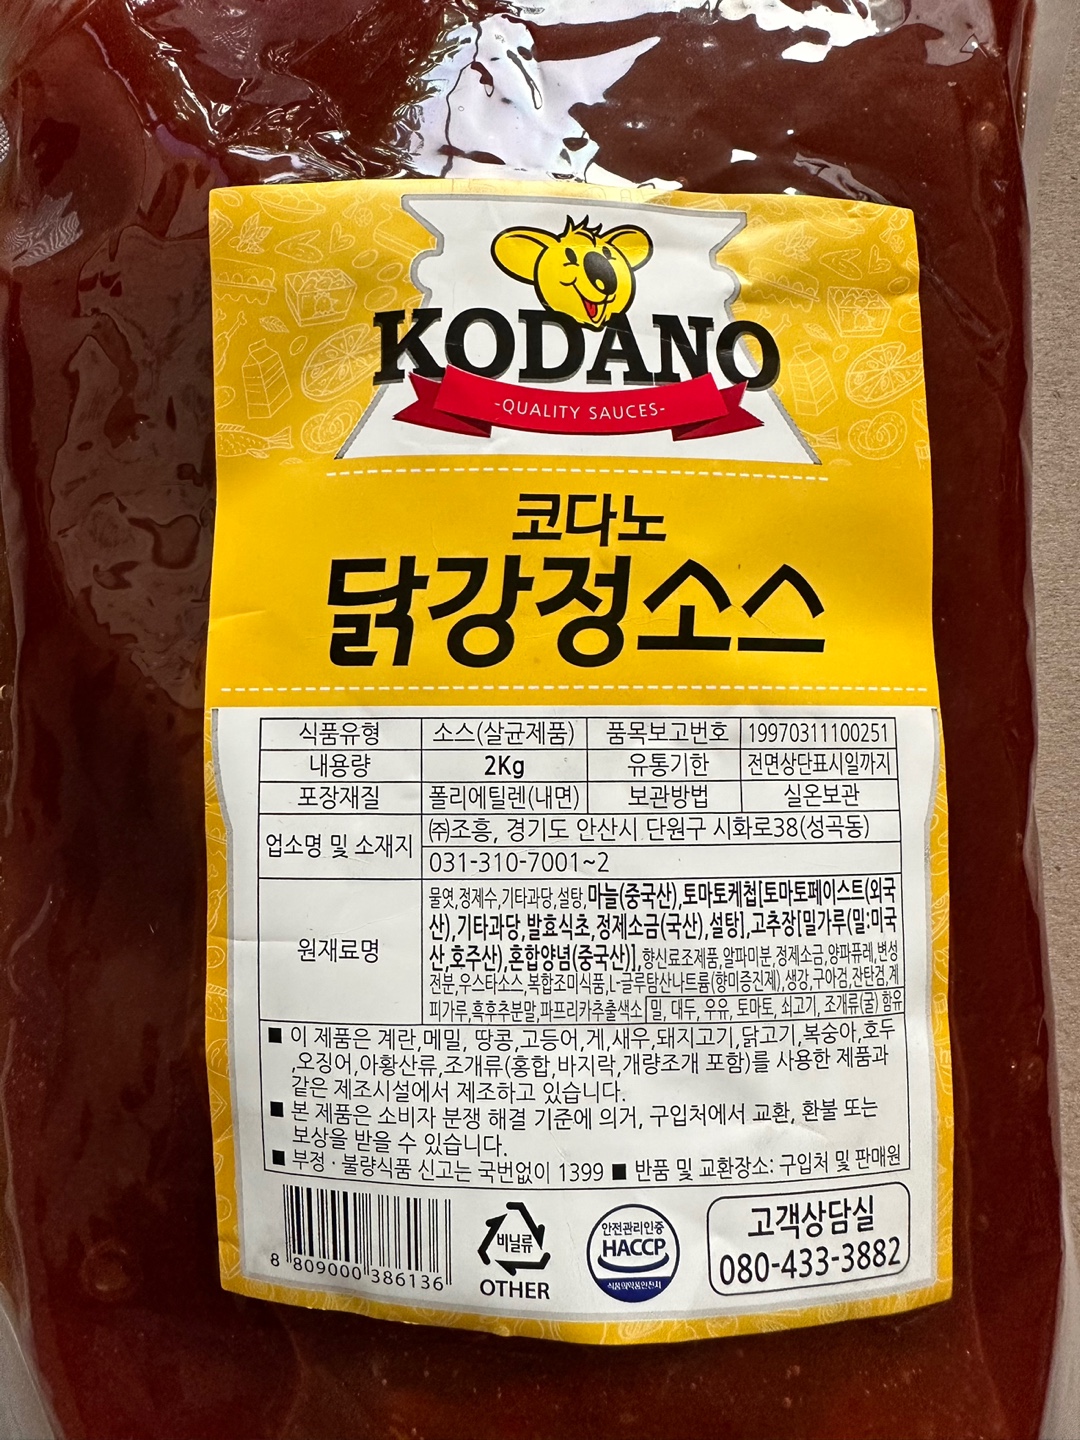 KODANO
-QUALITY SAUCES-
코다노
닭강정소스
식품유형 소스(살균제품) 품목보고번호 19970311100251
내용량 2Kg 유통기한 전면상단표시일까지
포장재질 폴리에틸렌(내면) 보관방법 실온보관
업소명 및 소재지 ㈜조흥, 경기도 안산시 단원구 시화로38(성곡동)
031-310-7001~2
원재료명
물엿,정제수,기타과당,설탕,마늘(중국산),토마토케첩[토마토페이스트(외국
산),기타과당,발효식초,정제소금(국산),설탕],고추장[밀가루(밀:미국
산,호주산),혼합양념(중국산)],향신료조제품,알파미분,정제소금,양파퓨레,변성
전분,우스타소스,복합조미식품,L-글루탐산나트륨(향미증진제),생강,구아검,잔탄검,계
피가루,흑후추분말,파프리카추출색소 밀, 대두, 우유, 토마토, 쇠고기, 조개류(굴) 함유
■ 이 제품은 계란,메밀,땅콩,고등어,게,새우,돼지고기,닭고기,복숭아,호두
,오징어,아황산류,조개류(홍합,바지락,개량조개 포함)를 사용한 제품과
같은 제조시설에서 제조하고 있습니다.
■ 본 제품은 소비자 분쟁 해결 기준에 의거, 구입처에서 교환, 환불 또는
보상을 받을 수 있습니다.
■ 부정·불량식품 신고는 국번없이 1399 ■ 반품 및 교환장소: 구입처 및 판매원
8 809000 386136
비닐류
OTHER
안전관리인증
HACCP
식품의약품안전처
고객상담실
080-433-3882